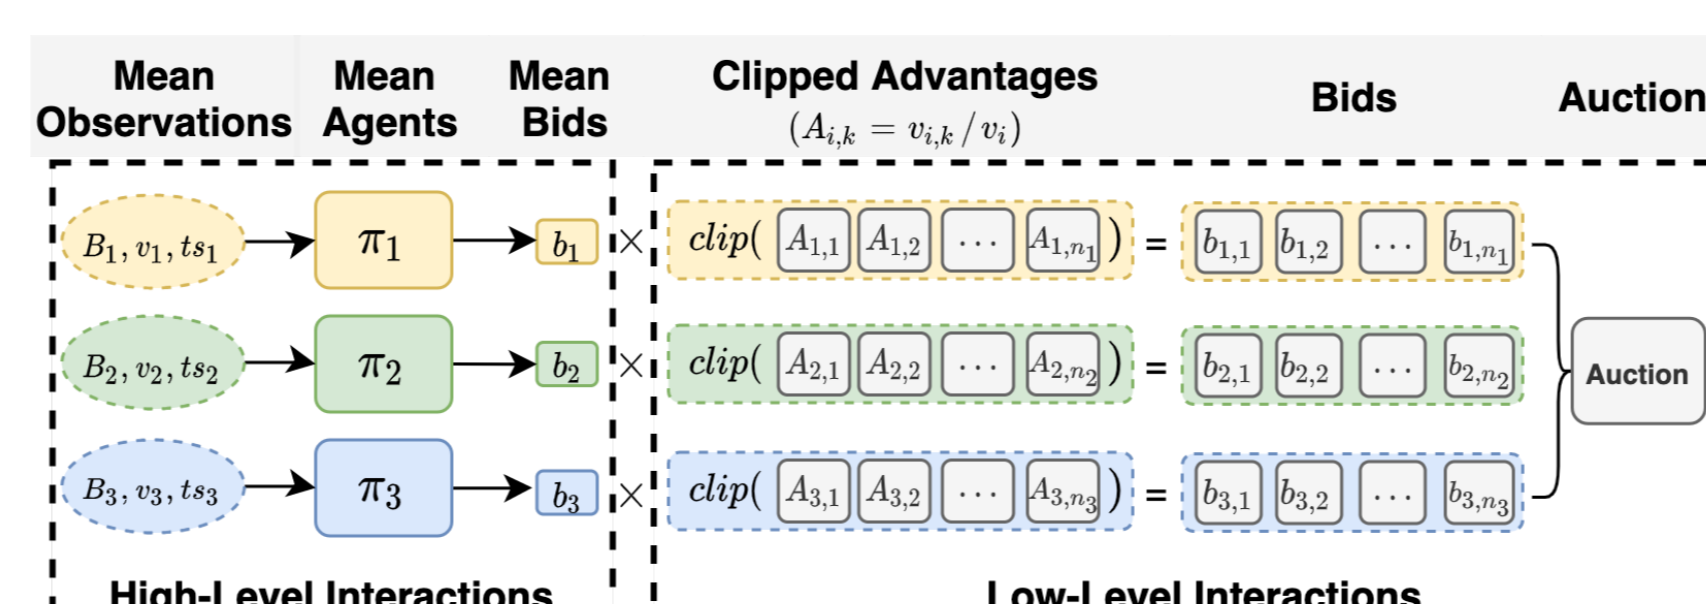 Mean Observations
Mean Agents
Mean Bids
Clipped Advantages
(A_{i,k} = v_{i,k} / v_i)
Bids
Auction
B_1, v_1, ts_1
π_1
b_1
×
clip( A_{1,1} A_{1,2} ... A_{1,n_1} )
=
b_{1,1} b_{1,2} ... b_{1,n_1}
B_2, v_2, ts_2
π_2
b_2
×
clip( A_{2,1} A_{2,2} ... A_{2,n_2} )
=
b_{2,1} b_{2,2} ... b_{2,n_2}
Auction
B_3, v_3, ts_3
π_3
b_3
×
clip( A_{3,1} A_{3,2} ... A_{3,n_3} )
=
b_{3,1} b_{3,2} ... b_{3,n_3}
High-Level Interactions
Low-Level Interactions